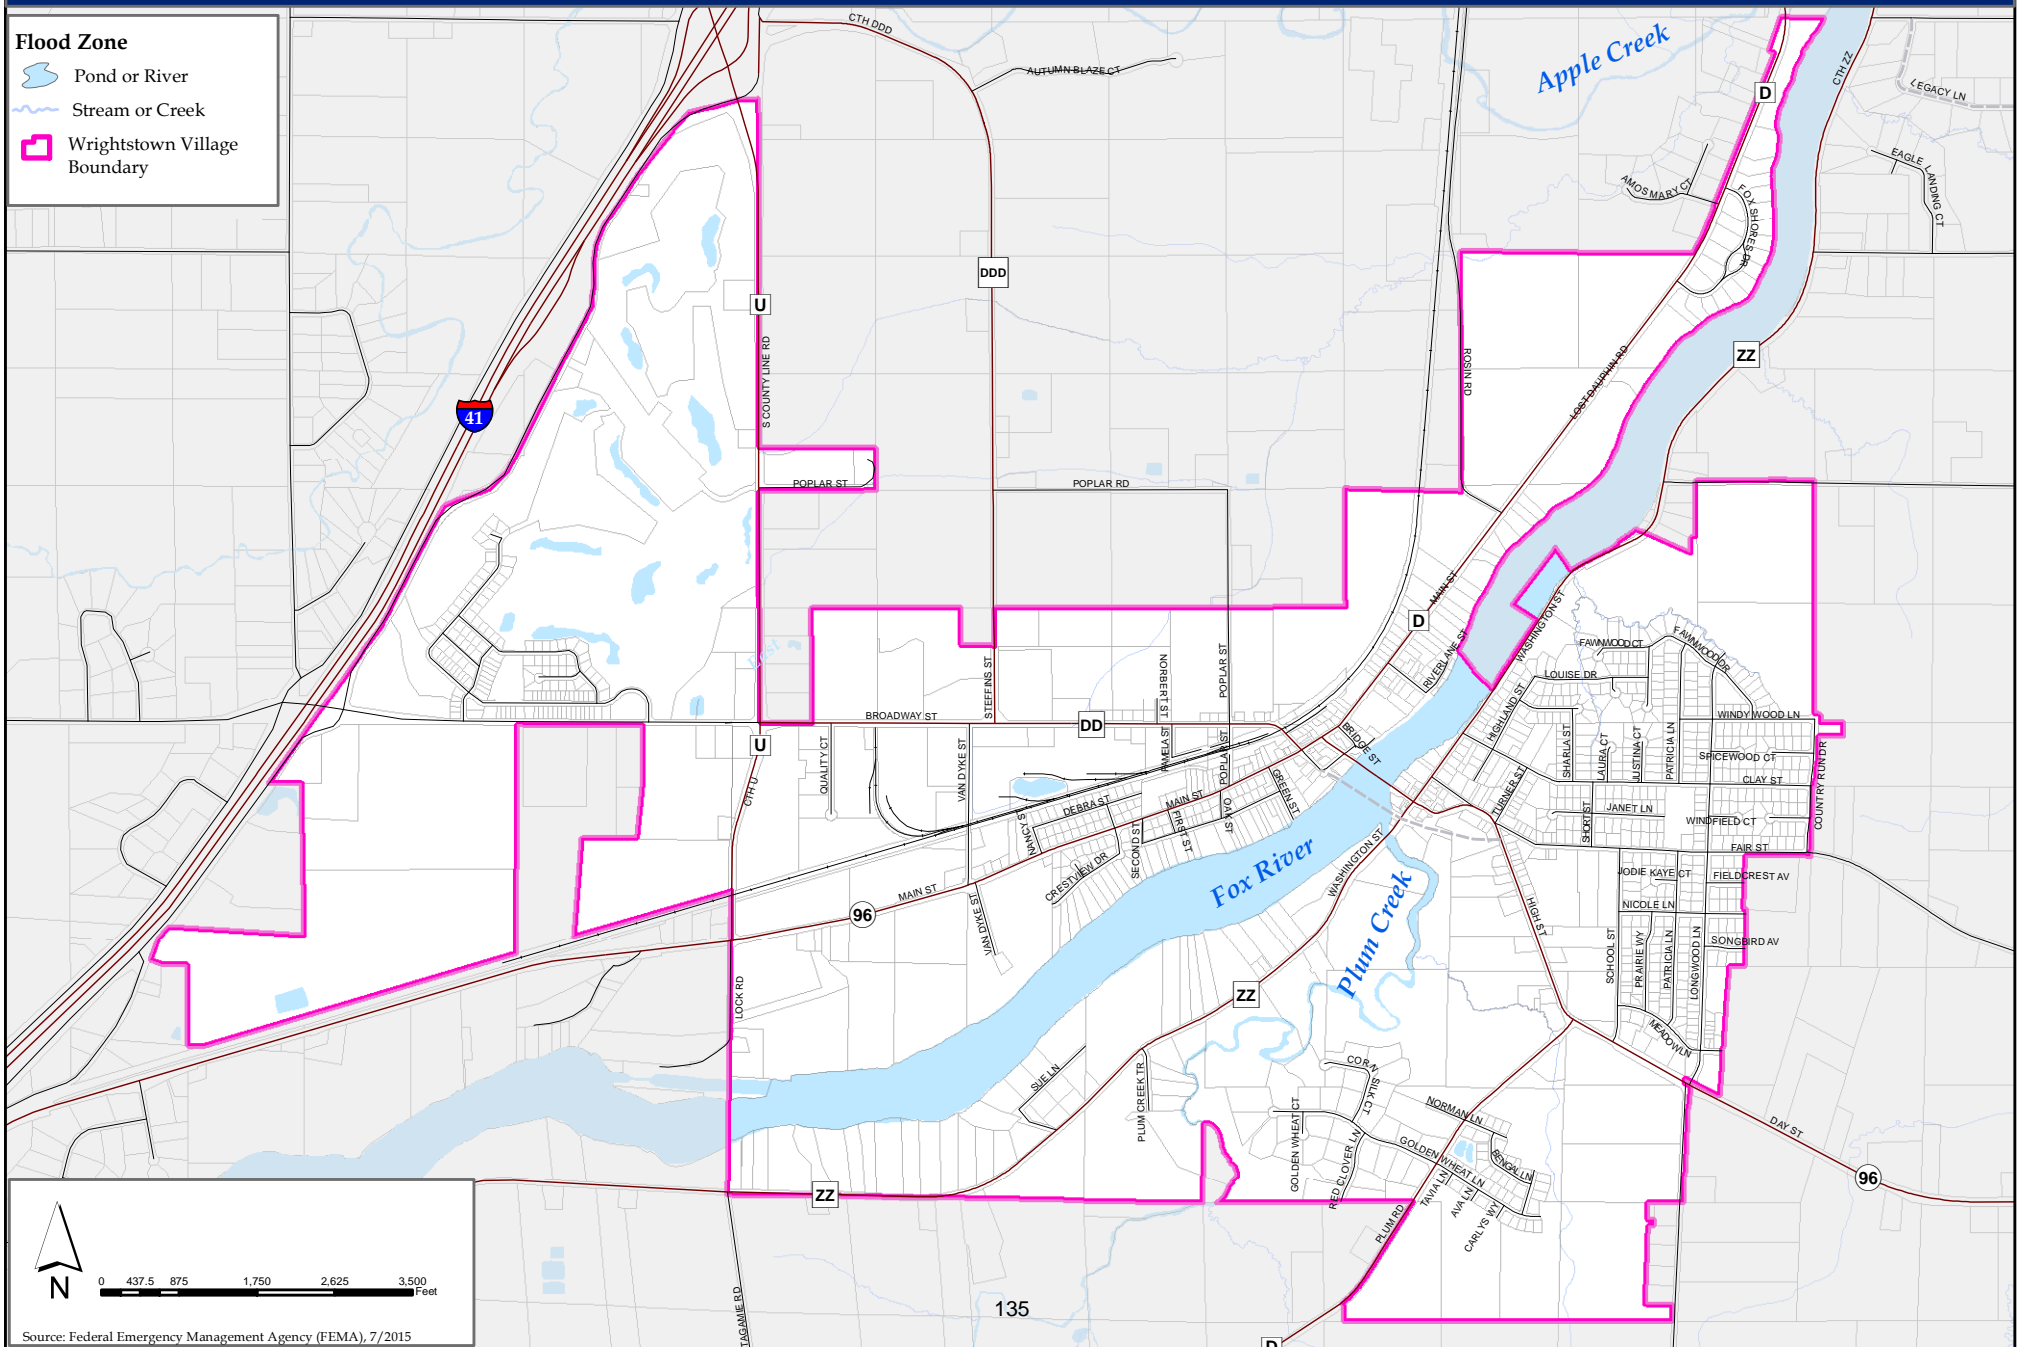 Flood Zone
Pond or River
Stream or Creek
Wrightstown Village
Boundary
CTH DDD
AUTUMN BLAZE CT
Apple Creek
D
CTH ZZ
LEGACY LN
EAGLE LANDING CT
AMOS MARY CT
FOX SHORES DR
DDD
U
S COUNTY LINE RD
ROSIN RD
LOST DAUPHIN RD
ZZ
41
POPLAR ST
POPLAR RD
MAIN ST
D
RIVERLANE ST
WASHINGTON ST
FAWNWOOD CT
FAWNWOOD DR
LOUISE DR
East
STEFFINS ST
NORBERT ST
POPLAR ST
HIGHLAND ST
BROADWAY ST
DD
WINDY WOOD LN
U
CTH U
QUALITY CT
VAN DYKE ST
PAMELA ST
POPLAR ST
BRIDGE ST
SHARLA ST
LAURA CT
JUSTINA CT
PATRICIA LN
SPICEWOOD CT
CLAY ST
COUNTRY RUN DR
GREEN ST
TURNER ST
DEBRA ST
MAIN ST
OAK ST
NANCY S
SECOND ST
FIRST ST
SHORT ST
JANET LN
WINDFIELD CT
FAIR ST
CRESTVIEW DR
WASHINGTON ST
Fox River
Plum Creek
JODIE KAYE CT
FIELDCREST AV
MAIN ST
96
VAN DYKE ST
HIGH ST
NICOLE LN
SCHOOL ST
PRAIRIE WY
PATRICIA LN
LONGWOOD LN
SONGBIRD AV
LOCK RD
ZZ
MEADOW LN
SUE LN
PLUM CREEK TR
CORN SILK CT
GOLDEN WHEAT CT
RED CLOVER LN
NORMAN LN
GOLDEN WHEAT LN
BENGAL LN
TAVIA LN
AVA LN
CARLYS WY
DAY ST
96
ZZ
PLUM RD
N
0 437.5 875 1,750 2,625 3,500
Feet
TAGAMIE RD
135
D
Source: Federal Emergency Management Agency (FEMA), 7/2015